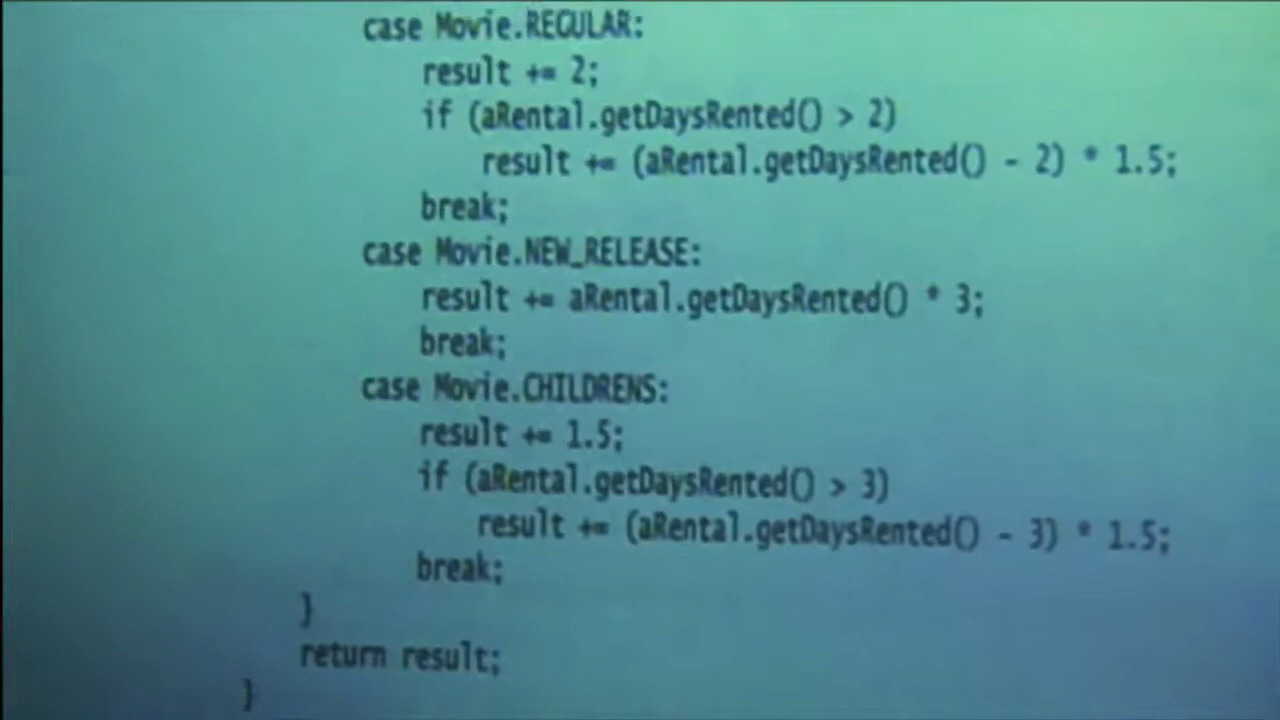 case Movie.REGULAR:
result += 2;
if (aRental.getDaysRented() > 2)
result += (aRental.getDaysRented() - 2) * 1.5;
break;
case Movie.NEW_RELEASE:
result += aRental.getDaysRented() * 3;
break;
case Movie.CHILDRENS:
result += 1.5;
if (aRental.getDaysRented() > 3)
result += (aRental.getDaysRented() - 3) * 1.5;
break;
}
return result;
}